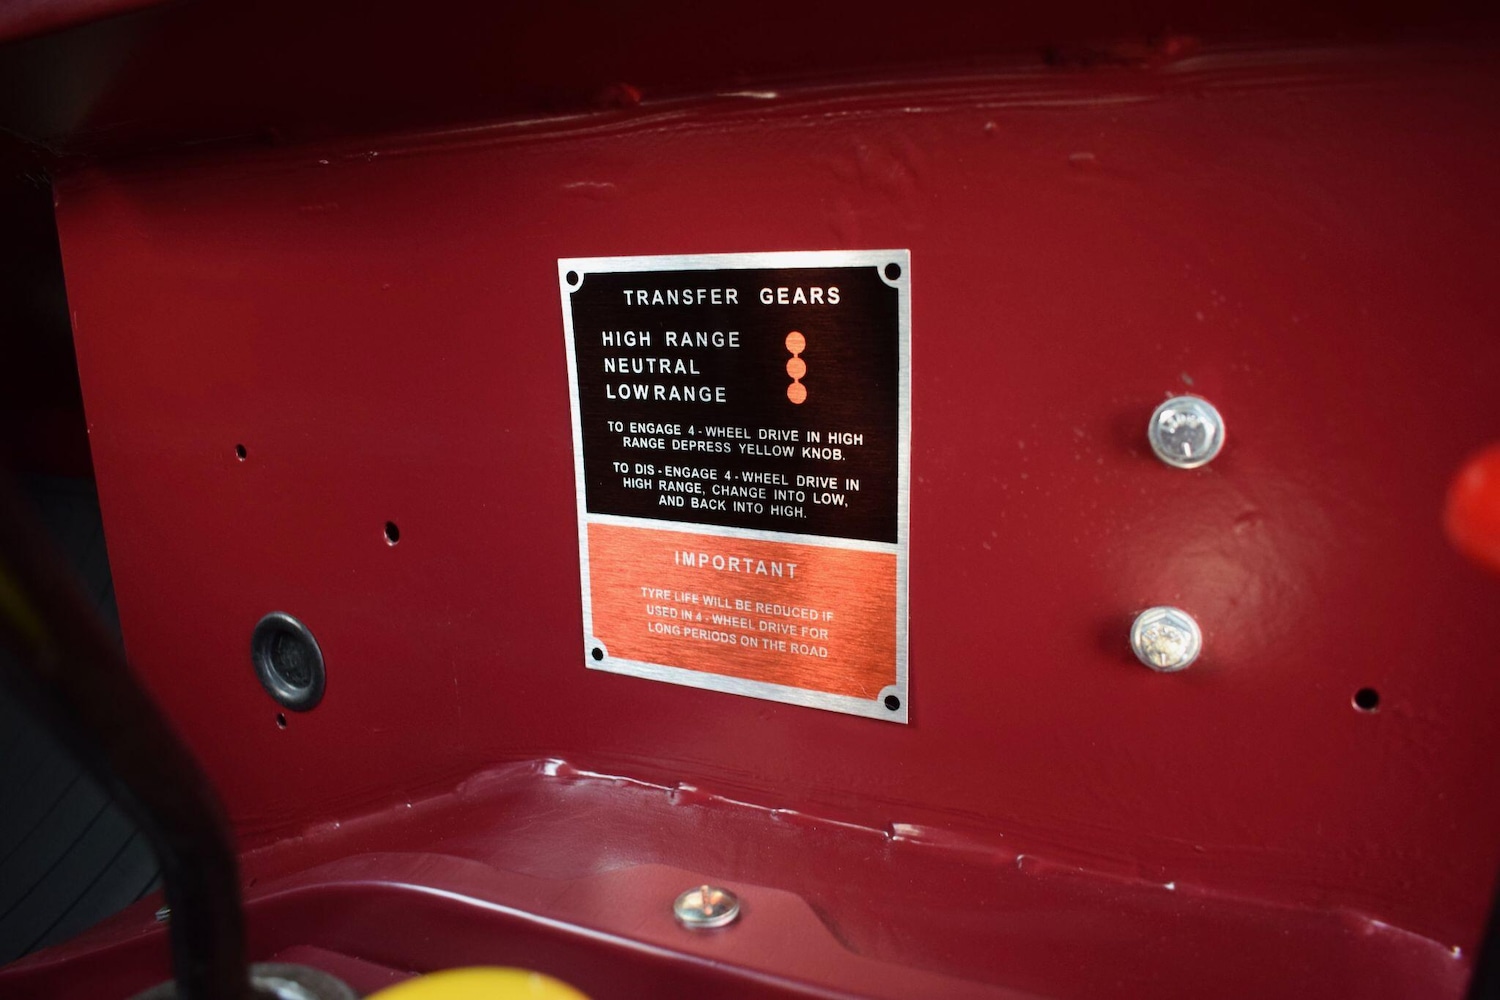 TRANSFER GEARS
HIGH RANGE
NEUTRAL
LOW RANGE
TO ENGAGE 4-WHEEL DRIVE IN HIGH
RANGE DEPRESS YELLOW KNOB.
TO DIS-ENGAGE 4-WHEEL DRIVE IN
HIGH RANGE, CHANGE INTO LOW,
AND BACK INTO HIGH.
IMPORTANT
TYRE LIFE WILL BE REDUCED IF
USED IN 4-WHEEL DRIVE FOR
LONG PERIODS ON THE ROAD